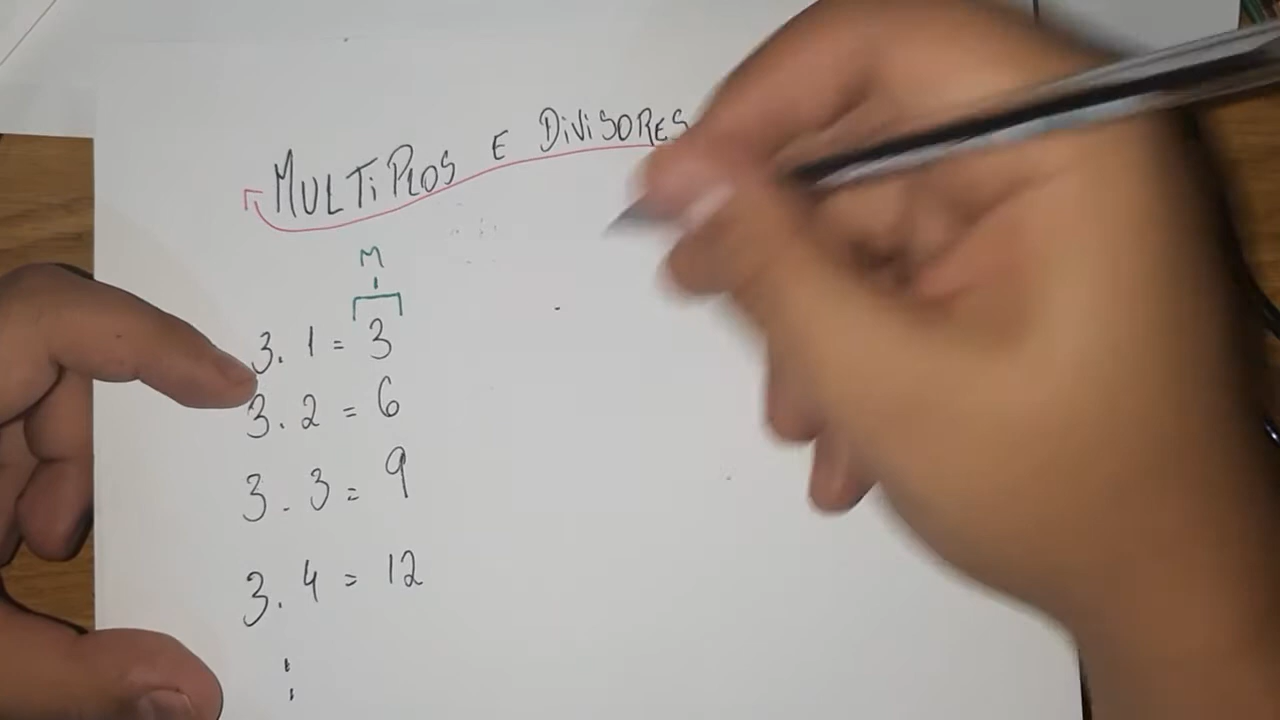 MULTiPLOS E DiViSORES
M
3. 1 = 3
3. 2 = 6
3. 3 = 9
3. 4 = 12